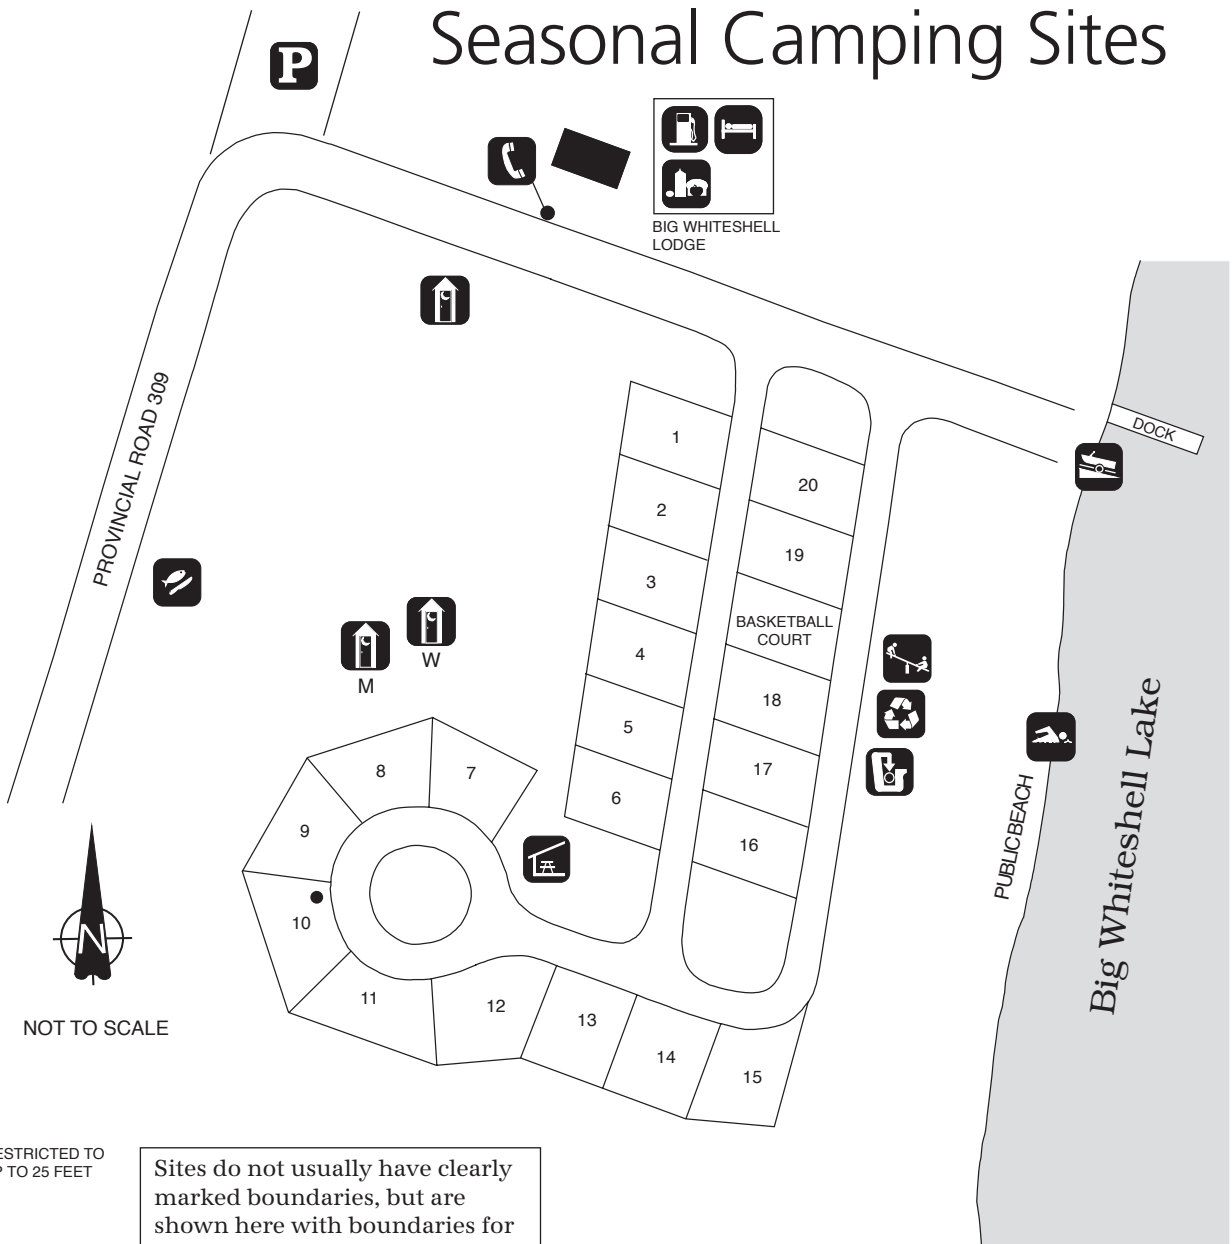 Seasonal Camping Sites
P
BIG WHITESHELL
LODGE
PROVINCIAL ROAD 309
DOCK
1
2
3
4
5
6
20
19
BASKETBALL
COURT
18
17
16
M
W
8
7
9
10
11
12
13
14
15
PUBLIC BEACH
Big Whiteshell Lake
N
NOT TO SCALE
ESTRICTED TO
P TO 25 FEET
Sites do not usually have clearly
marked boundaries, but are
shown here with boundaries for